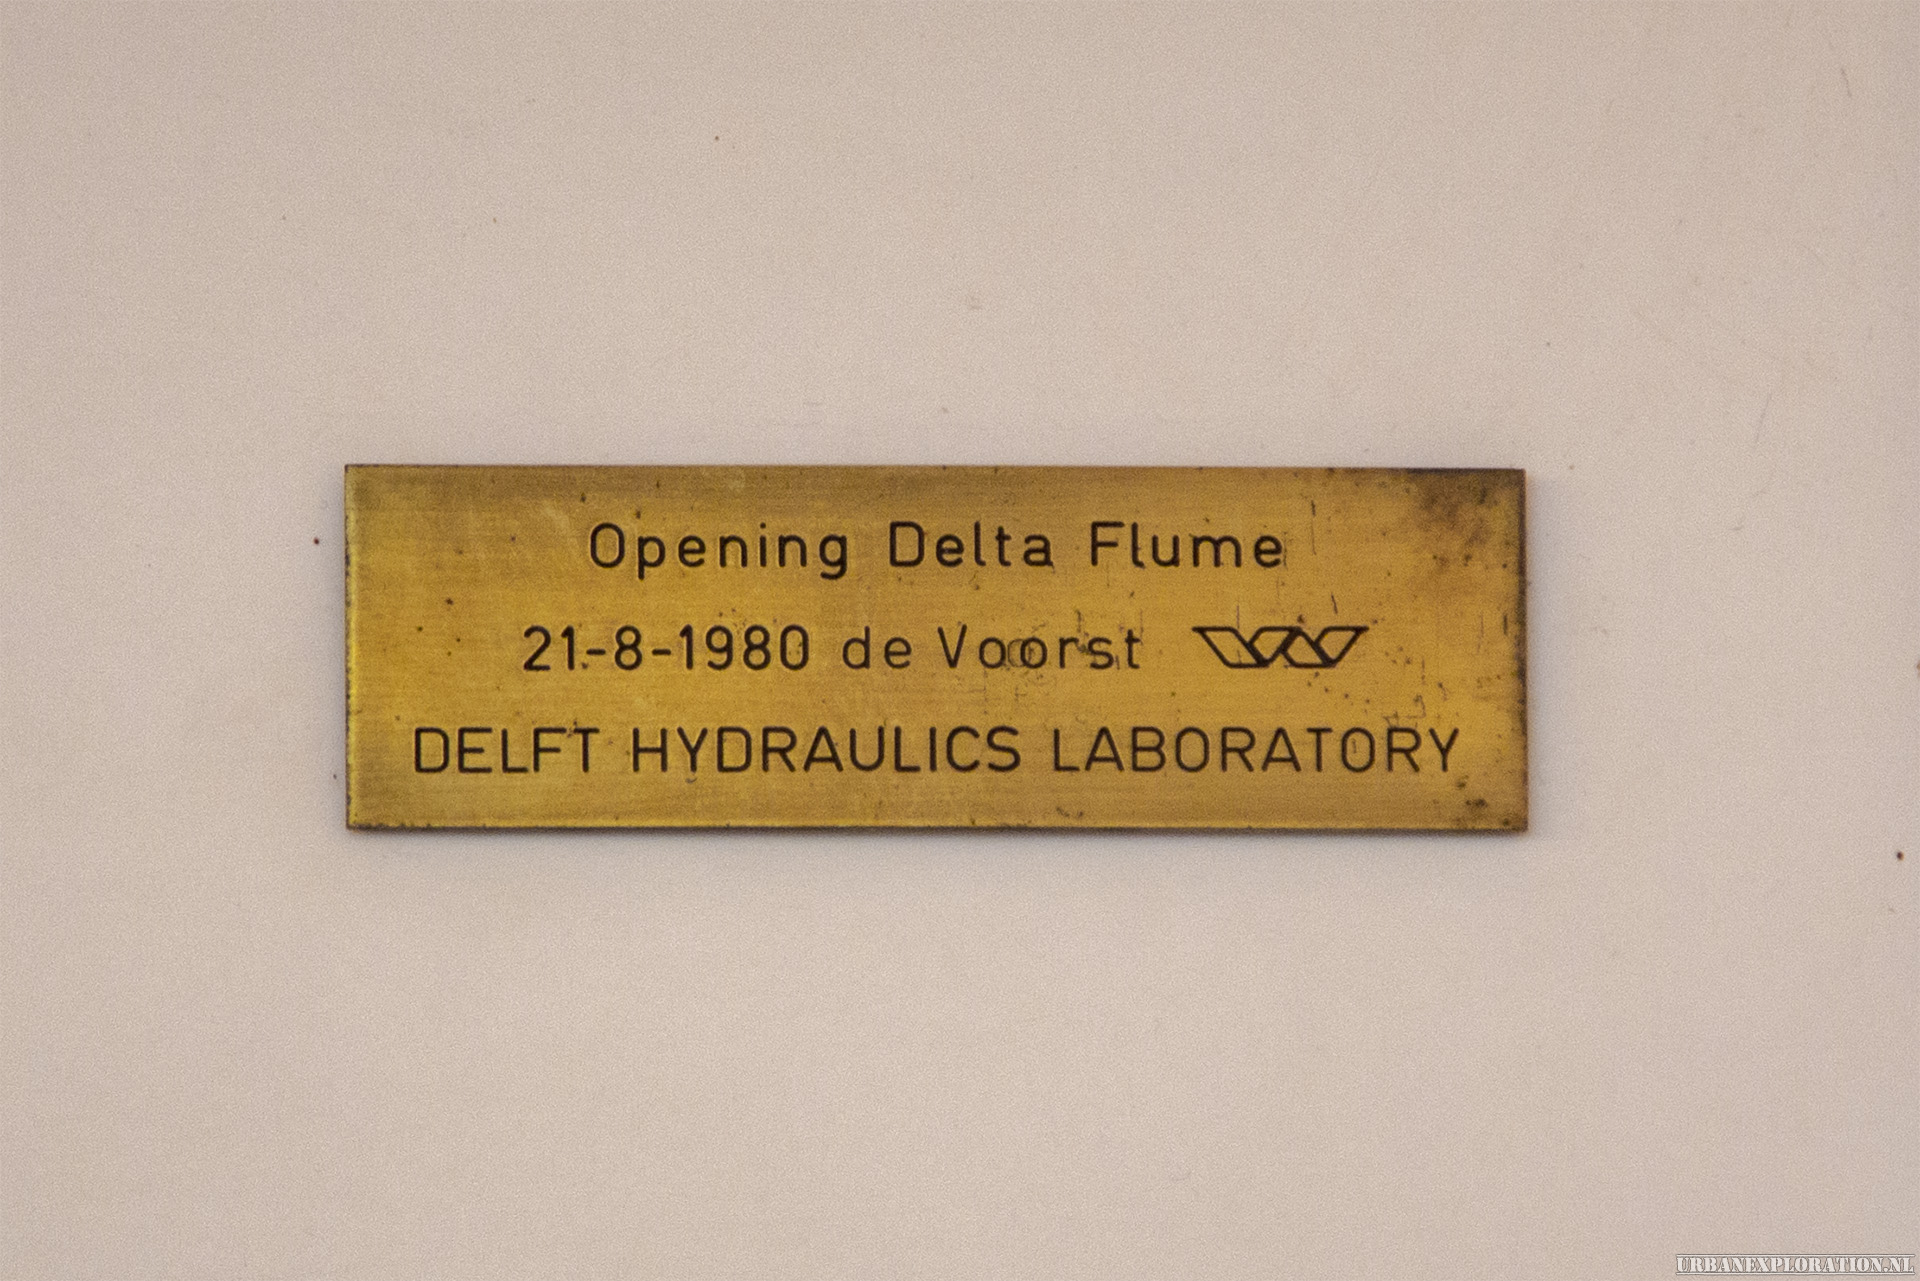 Opening Delta Flume
21-8-1980 de Voorst
DELFT HYDRAULICS LABORATORY
URBANEXPLORATION.NL